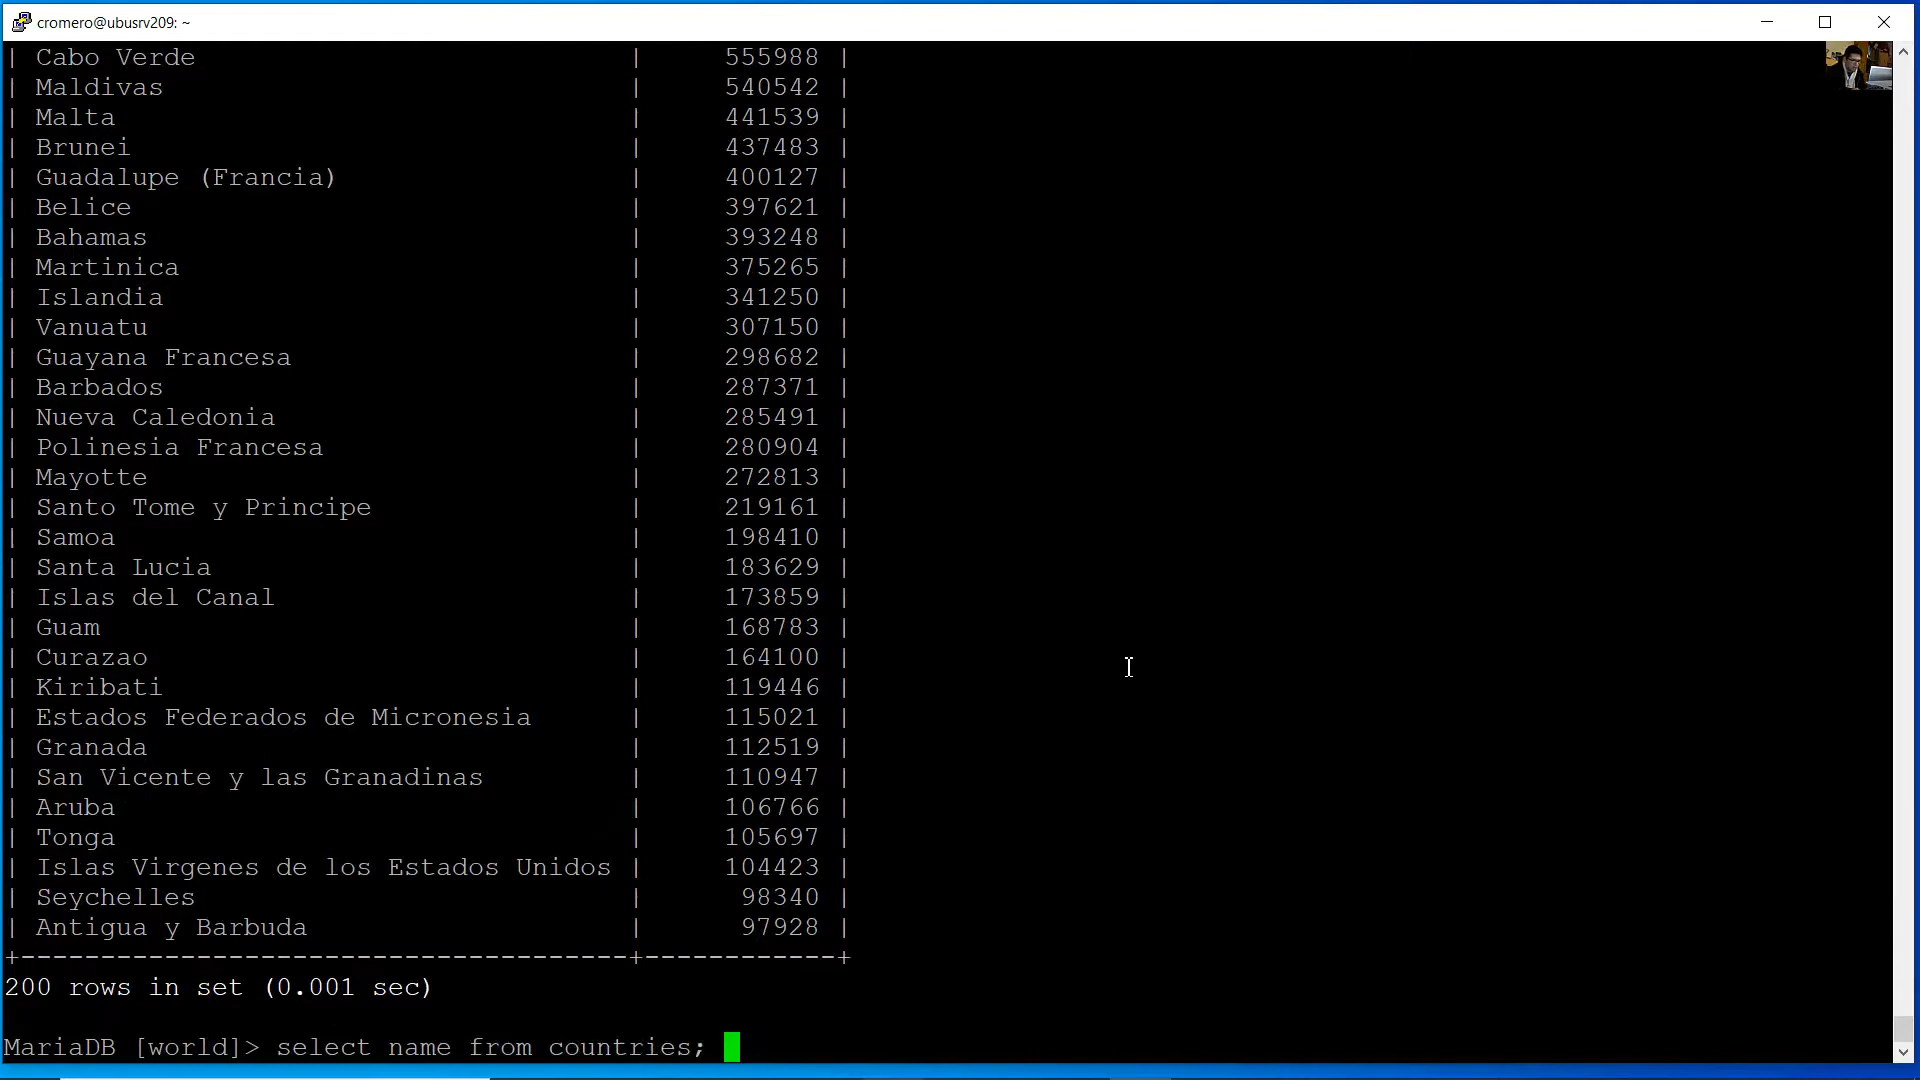 cromero@ubusrv209: ~
| Cabo Verde | 555988 |
| Maldivas | 540542 |
| Malta | 441539 |
| Brunei | 437483 |
| Guadalupe (Francia) | 400127 |
| Belice | 397621 |
| Bahamas | 393248 |
| Martinica | 375265 |
| Islandia | 341250 |
| Vanuatu | 307150 |
| Guayana Francesa | 298682 |
| Barbados | 287371 |
| Nueva Caledonia | 285491 |
| Polinesia Francesa | 280904 |
| Mayotte | 272813 |
| Santo Tome y Principe | 219161 |
| Samoa | 198410 |
| Santa Lucia | 183629 |
| Islas del Canal | 173859 |
| Guam | 168783 |
| Curazao | 164100 |
| Kiribati | 119446 |
| Estados Federados de Micronesia | 115021 |
| Granada | 112519 |
| San Vicente y las Granadinas | 110947 |
| Aruba | 106766 |
| Tonga | 105697 |
| Islas Virgenes de los Estados Unidos | 104423 |
| Seychelles | 98340 |
| Antigua y Barbuda | 97928 |
+--------------------------------------+------------+
200 rows in set (0.001 sec)
MariaDB [world]> select name from countries;